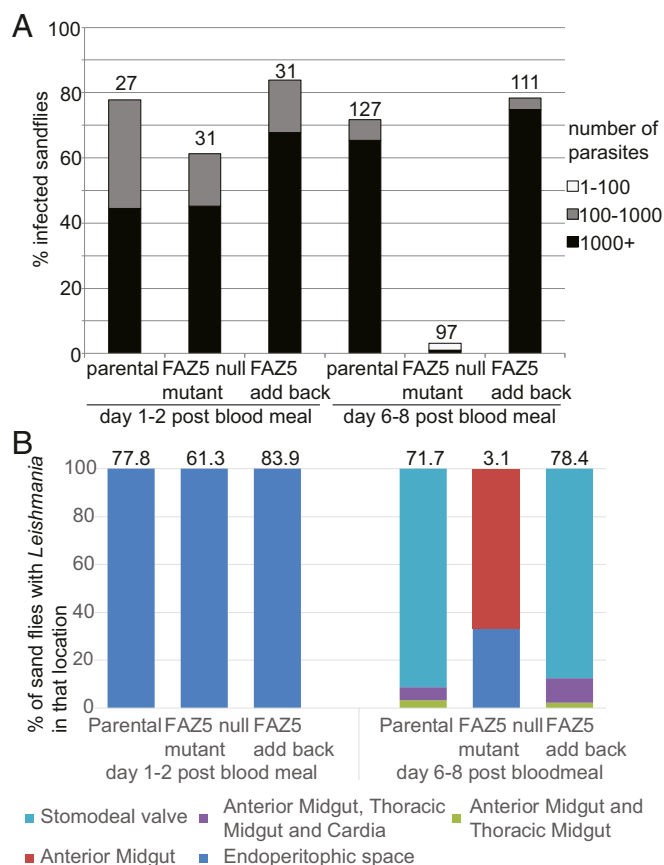 A
100
80
60
40
20
0
% infected sandflies
27
31
31
127
97
111
number of
parasites
1-100
100-1000
1000+
parental FAZ5 null FAZ5 parental FAZ5 null FAZ5
mutant add back mutant add back
day 1-2 post blood meal day 6-8 post blood meal
B
77.8 61.3 83.9 71.7 3.1 78.4
100
80
60
40
20
0
% of sand flies with Leishmania
in that location
Parental FAZ5 null FAZ5 Parental FAZ5 null FAZ5
mutant add back mutant add back
day 1-2 post blood meal day 6-8 post bloodmeal
Stomodeal valve
Anterior Midgut, Thoracic
Midgut and Cardia
Anterior Midgut and
Thoracic Midgut
Anterior Midgut
Endoperitophic space